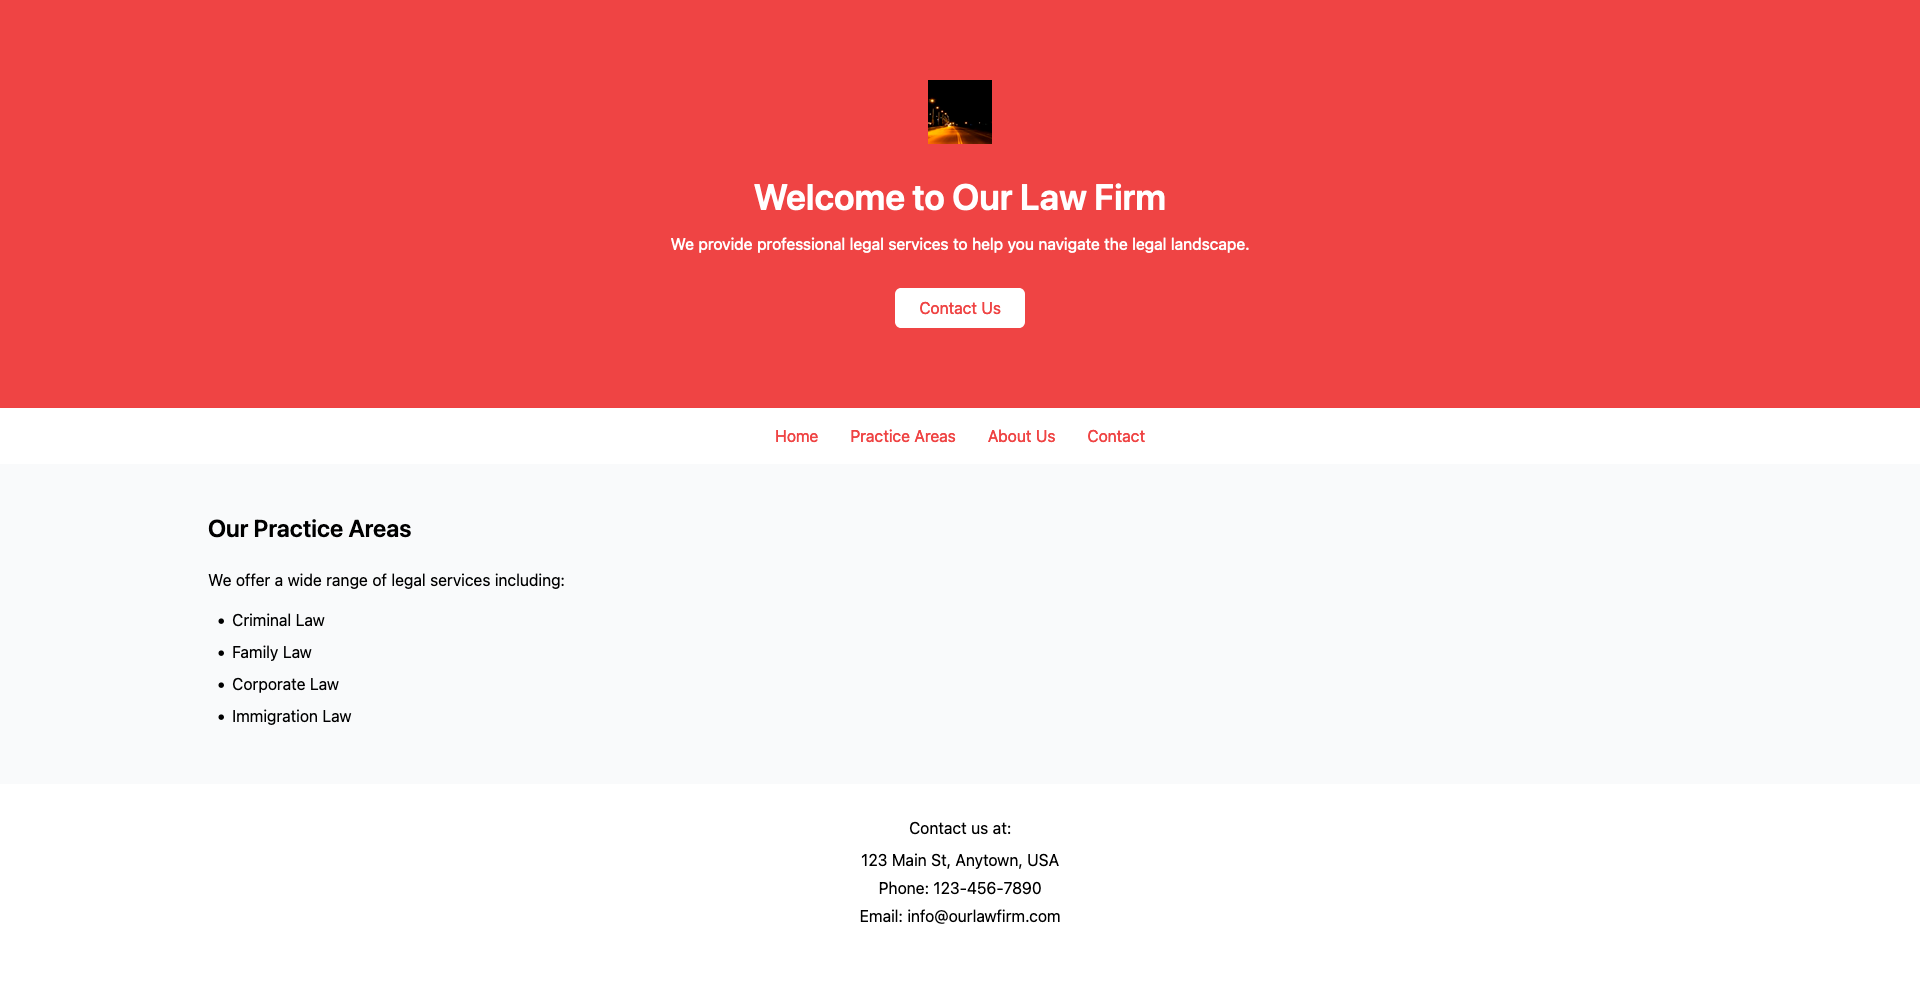 Welcome to Our Law Firm
We provide professional legal services to help you navigate the legal landscape.
Contact Us
Home Practice Areas About Us Contact
Our Practice Areas
We offer a wide range of legal services including:
• Criminal Law
• Family Law
• Corporate Law
• Immigration Law
Contact us at:
123 Main St, Anytown, USA
Phone: 123-456-7890
Email: info@ourlawfirm.com